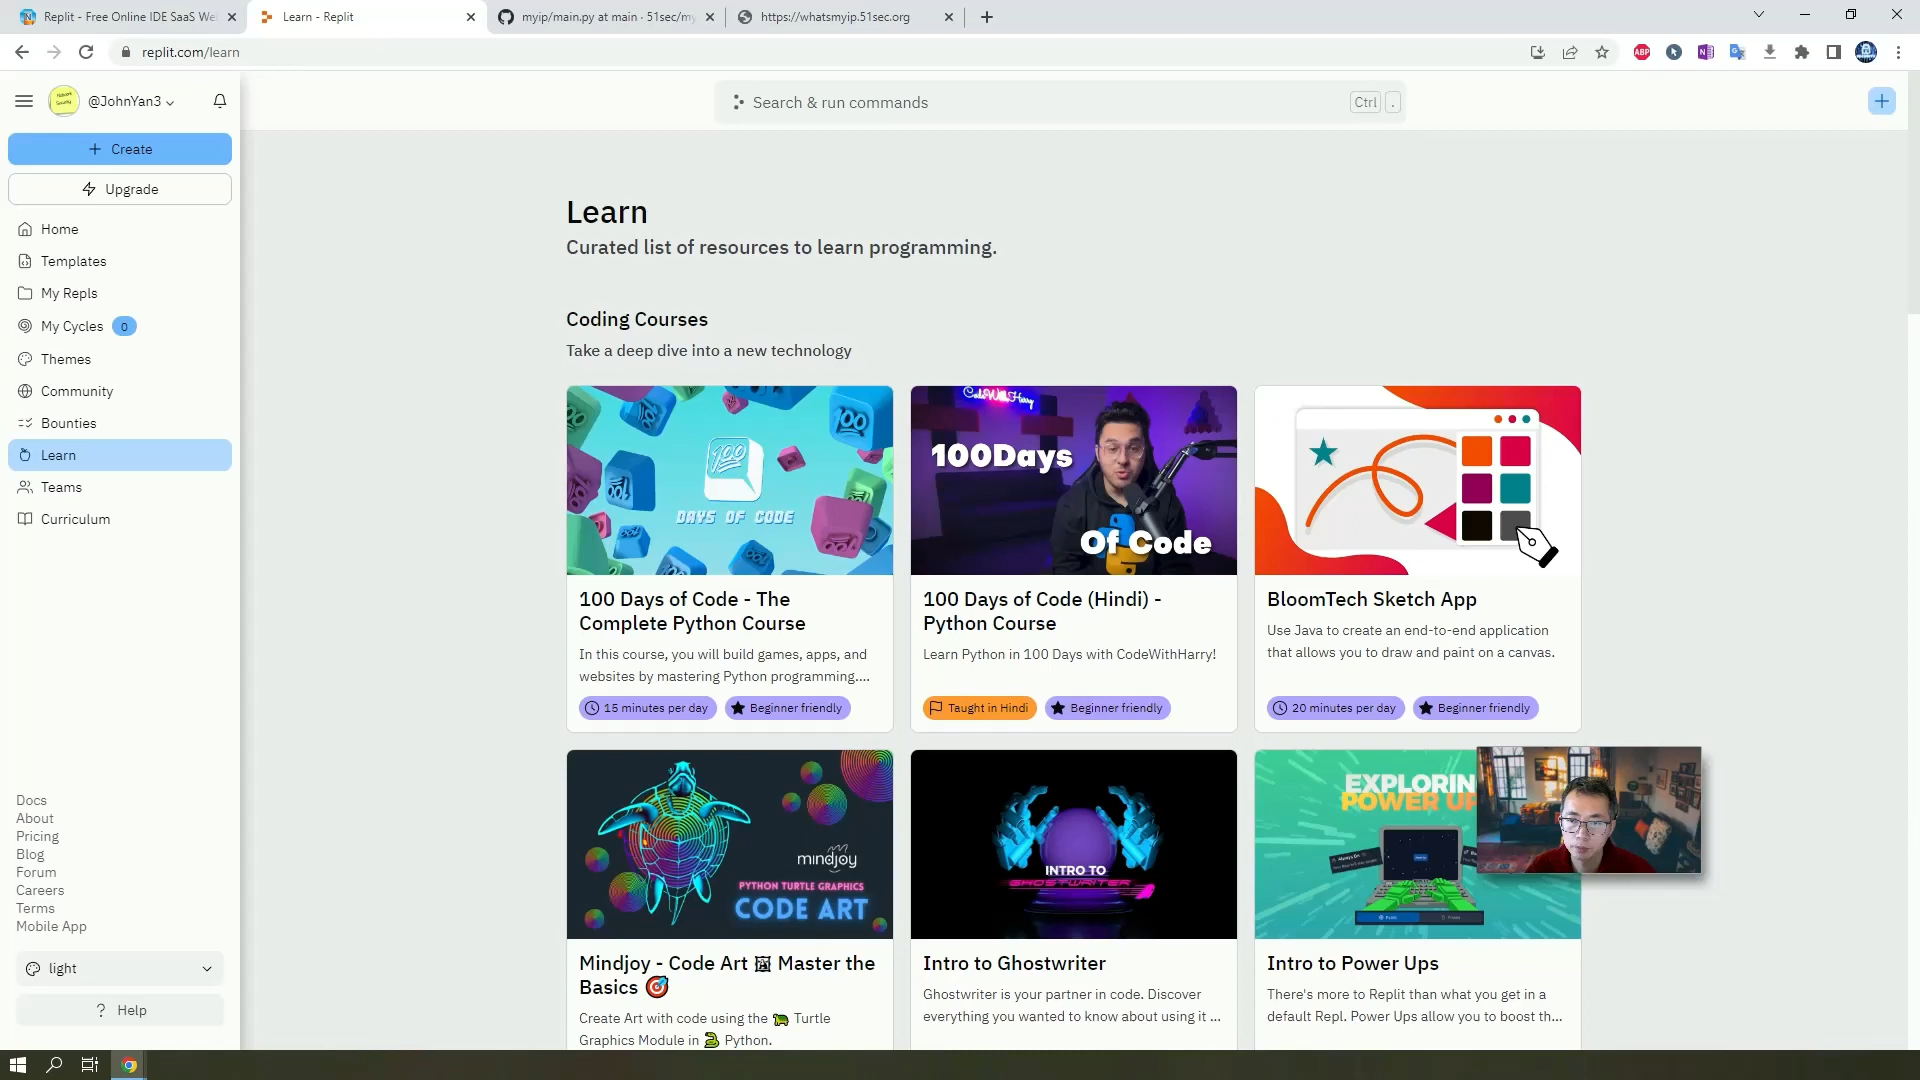 Replit - Free Online IDE SaaS We
Learn - Replit
myip/main.py at main · 51sec/my
https://whatsmyip.51sec.org
replit.com/learn
ABP
@JohnYan3
Search & run commands
Ctrl .
+ Create
Upgrade
Home
Templates
My Repls
My Cycles 0
Themes
Community
Bounties
Learn
Teams
Curriculum
Docs
About
Pricing
Blog
Forum
Careers
Terms
Mobile App
light
? Help
Learn
Curated list of resources to learn programming.
Coding Courses
Take a deep dive into a new technology
100
DAYS OF CODE
100 Days of Code - The
Complete Python Course
In this course, you will build games, apps, and
websites by mastering Python programming....
15 minutes per day
Beginner friendly
CodeWithHarry
100Days
Of Code
100 Days of Code (Hindi) -
Python Course
Learn Python in 100 Days with CodeWithHarry!
Taught in Hindi
Beginner friendly
BloomTech Sketch App
Use Java to create an end-to-end application
that allows you to draw and paint on a canvas.
20 minutes per day
Beginner friendly
mindjoy
PYTHON TURTLE GRAPHICS
CODE ART
Mindjoy - Code Art 🖼 Master the
Basics 🎯
Create Art with code using the 🐢 Turtle
Graphics Module in 🐍 Python.
INTRO TO
GHOSTWRITER
Intro to Ghostwriter
Ghostwriter is your partner in code. Discover
everything you wanted to know about using it ...
EXPLORIN
POWER UP
Intro to Power Ups
There's more to Replit than what you get in a
default Repl. Power Ups allow you to boost th...